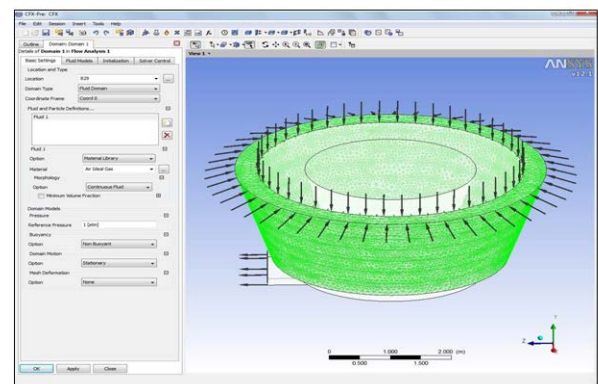 CFX-Pre: CFX
File Edit Session Insert Tools Help
Outline Domain: Domain 1
Details of Domain 1 in Flow Analysis 1
Basic Settings Fluid Models Initialisation Solver Control
Location and Type
Location B29
Domain Type Fluid Domain
Coordinate Frame Coord 0
Fluid and Particle Definitions...
Fluid 1
Fluid 1
Option Material Library
Material Air Ideal Gas
Morphology
Option Continuous Fluid
Minimum Volume Fraction
Domain Models
Pressure
Reference Pressure 1 [atm]
Buoyancy
Option Non Buoyant
Domain Motion
Option Stationary
Mesh Deformation
Option None
OK Apply Close
View 1
ANSYS
v12.1
0 1.000 2.000 (m)
0.500 1.500
Y
Z